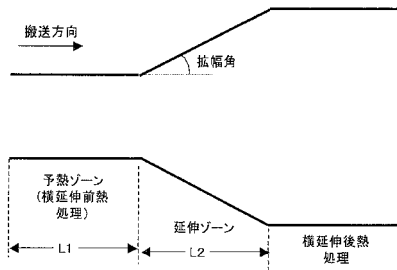 搬送方向
拡幅角
予熱ゾーン
(横延伸前熱
処理)
延伸ゾーン
横延伸後熱
処理
L1
L2